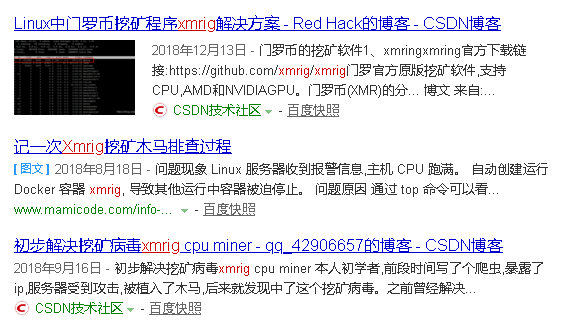 Linux中门罗币挖矿程序xmrig解决方案 - Red Hack的博客 - CSDN博客
2018年12月13日 - 门罗币的挖矿软件1、xmringxmring官方下载链
接:https://github.com/xmrig/xmrig门罗官方原版挖矿软件,支持
CPU,AMD和NVIDIAGPU。门罗币(XMR)的分... 博文 来自:...
CSDN技术社区 - 百度快照
记一次Xmrig挖矿木马排查过程
[图文] 2018年8月18日 - 问题现象 Linux 服务器收到报警信息,主机 CPU 跑满。 自动创建运行
Docker 容器 xmrig, 导致其他运行中容器被迫停止。 问题原因 通过 top 命令可以看...
www.mamicode.com/info-... - 百度快照
初步解决挖矿病毒xmrig cpu miner - qq_42906657的博客 - CSDN博客
2018年9月16日 - 初步解决挖矿病毒xmrig cpu miner 本人初学者,前段时间写了个爬虫,暴露了
ip,服务器受到攻击,被植入了木马,后来就发现中了这个挖矿病毒。之前曾经解决...
CSDN技术社区 - 百度快照